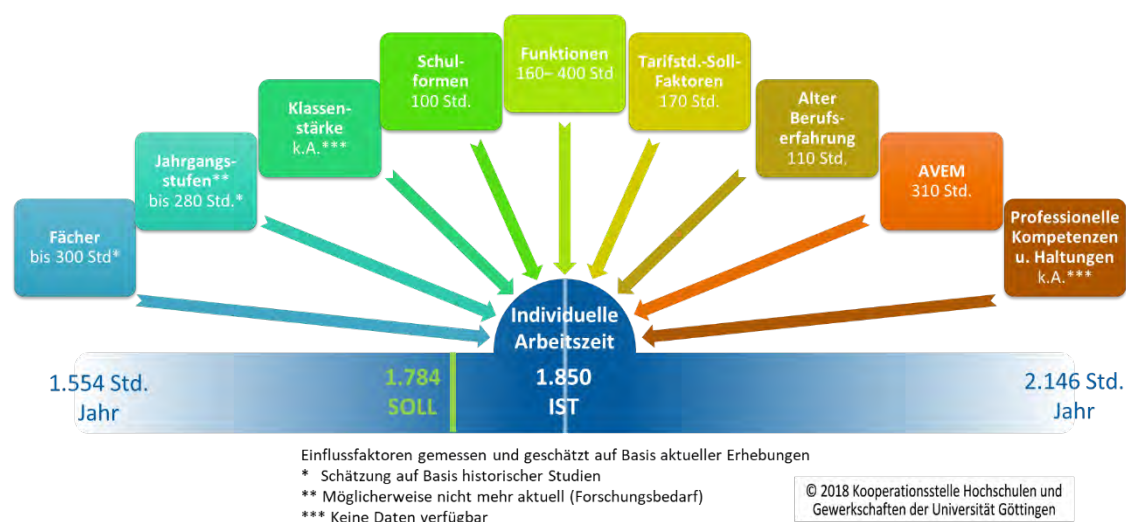 Fächer
bis 300 Std*
Jahrgangs-
stufen**
bis 280 Std.*
Klassen-
stärke
k.A.***
Schul-
formen
100 Std.
Funktionen
160– 400 Std
Tarifstd.-Soll-
Faktoren
170 Std.
Alter
Berufs-
erfahrung
110 Std.
AVEM
310 Std.
Professionelle
Kompetenzen
u. Haltungen
k.A.***
Individuelle
Arbeitszeit
1.554 Std.
Jahr
1.784
SOLL
1.850
IST
2.146 Std.
Jahr
Einflussfaktoren gemessen und geschätzt auf Basis aktueller Erhebungen
* Schätzung auf Basis historischer Studien
** Möglicherweise nicht mehr aktuell (Forschungsbedarf)
*** Keine Daten verfügbar
© 2018 Kooperationsstelle Hochschulen und
Gewerkschaften der Universität Göttingen